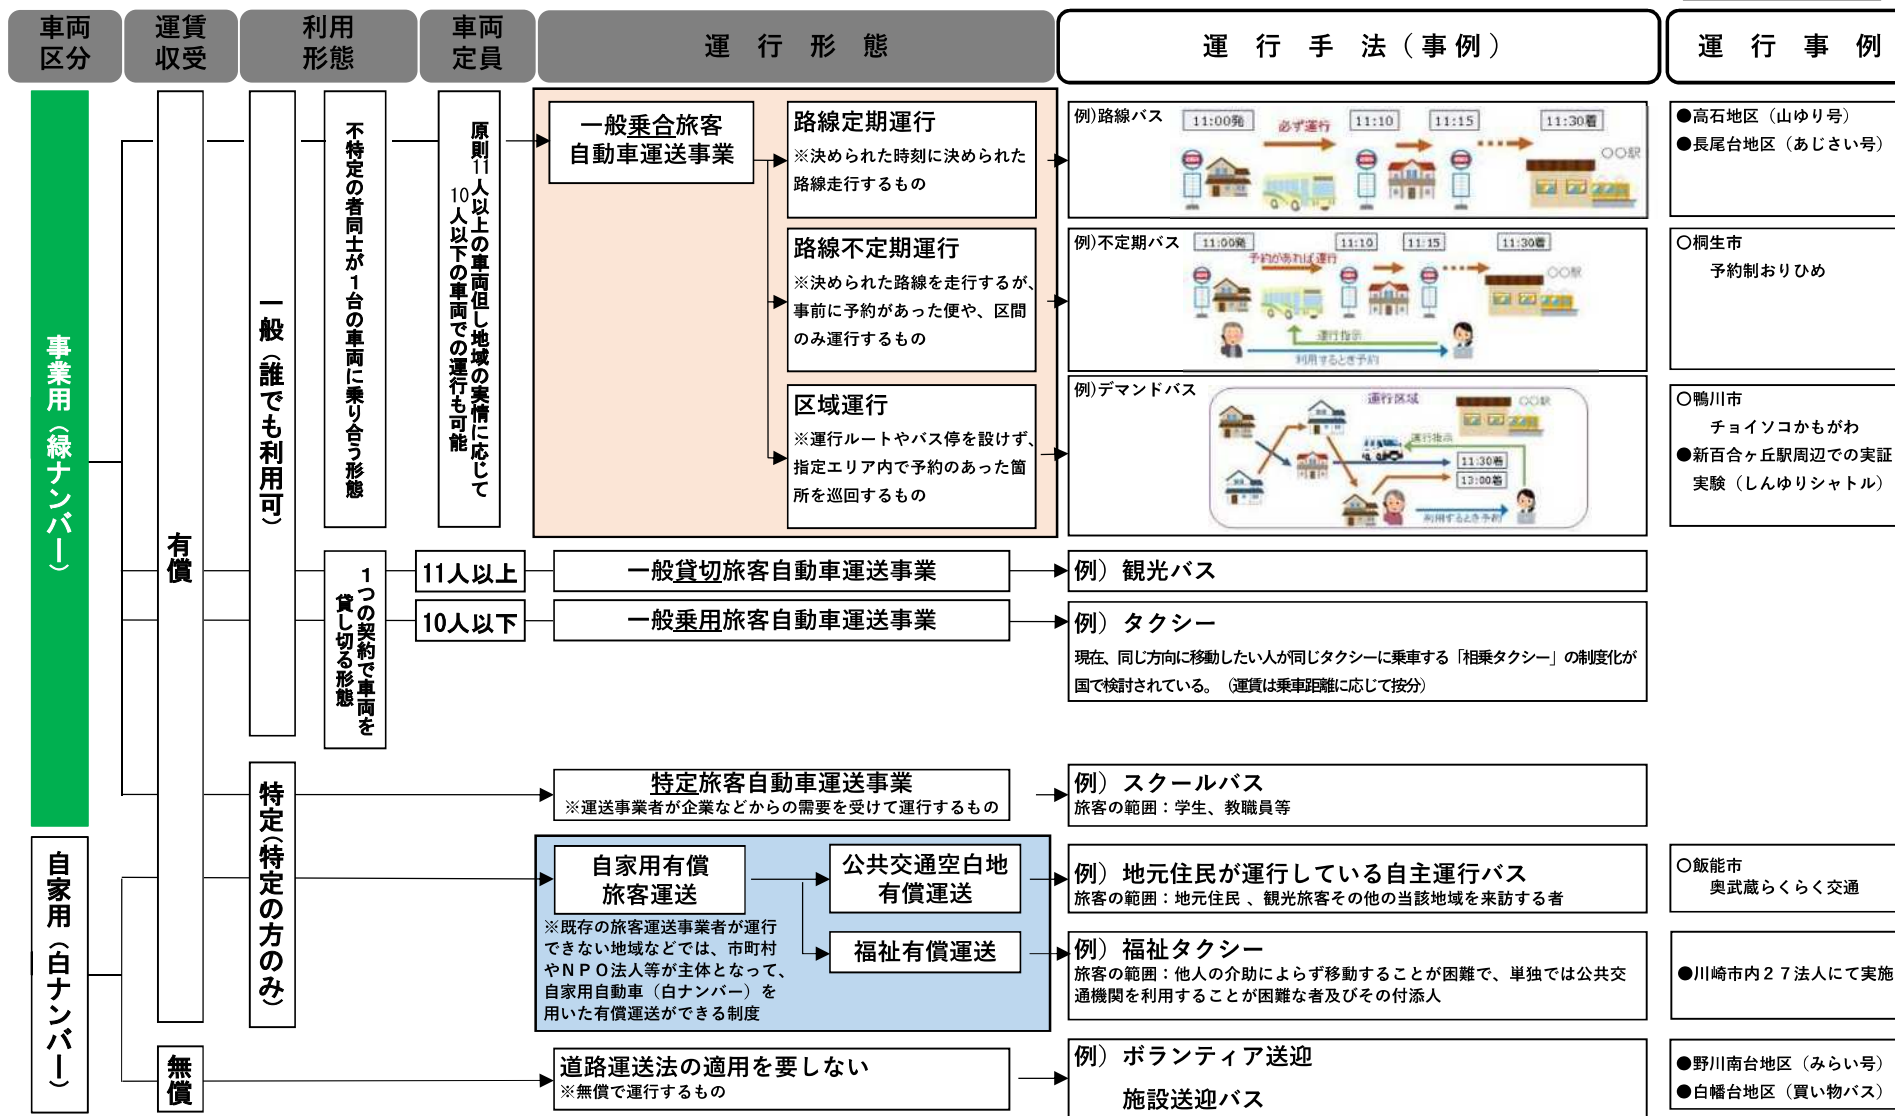 車両
区分
運賃
収受
利用
形態
車両
定員
運 行 形 態
運 行 手 法（事例）
運 行 事 例
事業用（緑ナンバー）
自家用（白ナンバー）
有償
無償
一般（誰でも利用可）
特定（特定の方のみ）
不特定の者同士が１台の車両に乗り合う形態
１つの契約で車両を
貸し切る形態
原則11人以上の車両但し地域の実情に応じて
10人以下の車両での運行も可能
11人以上
10人以下
一般乗合旅客
自動車運送事業
路線定期運行
※決められた時刻に決められた
路線走行するもの
路線不定期運行
※決められた路線を走行するが、
事前に予約があった便や、区間
のみ運行するもの
区域運行
※運行ルートやバス停を設けず、
指定エリア内で予約のあった箇
所を巡回するもの
一般貸切旅客自動車運送事業
一般乗用旅客自動車運送事業
特定旅客自動車運送事業
※運送事業者が企業などからの需要を受けて運行するもの
自家用有償
旅客運送
※既存の旅客運送事業者が運行
できない地域などでは、市町村
やＮＰＯ法人等が主体となって、
自家用自動車（白ナンバー）を
用いた有償運送ができる制度
公共交通空白地
有償運送
福祉有償運送
道路運送法の適用を要しない
※無償で運行するもの
例）路線バス
11:00発
必ず運行
11:10
11:15
11:30着
〇〇駅
例）不定期バス
11:00発
予約があれば運行
11:10
11:15
11:30着
〇〇駅
運行指示
利用するとき予約
例）デマンドバス
運行区域
〇〇駅
運行指示
11:30着
13:00着
利用するとき予約
例）観光バス
例）タクシー
現在、同じ方向に移動したい人が同じタクシーに乗車する「相乗タクシー」の制度化が
国で検討されている。（運賃は乗車距離に応じて按分）
例）スクールバス
旅客の範囲：学生、教職員等
例）地元住民が運行している自主運行バス
旅客の範囲：地元住民 、観光旅客その他の当該地域を来訪する者
例）福祉タクシー
旅客の範囲：他人の介助によらず移動することが困難で、単独では公共交
通機関を利用することが困難な者及びその付添人
例）ボランティア送迎
施設送迎バス
●高石地区（山ゆり号）
●長尾台地区（あじさい号）
〇桐生市
予約制おりひめ
〇鴨川市
チョイソコかもがわ
●新百合ヶ丘駅周辺での実証
実験（しんゆりシャトル）
〇飯能市
奥武蔵らくらく交通
●川崎市内２７法人にて実施
●野川南台地区（みらい号）
●白幡台地区（買い物バス）